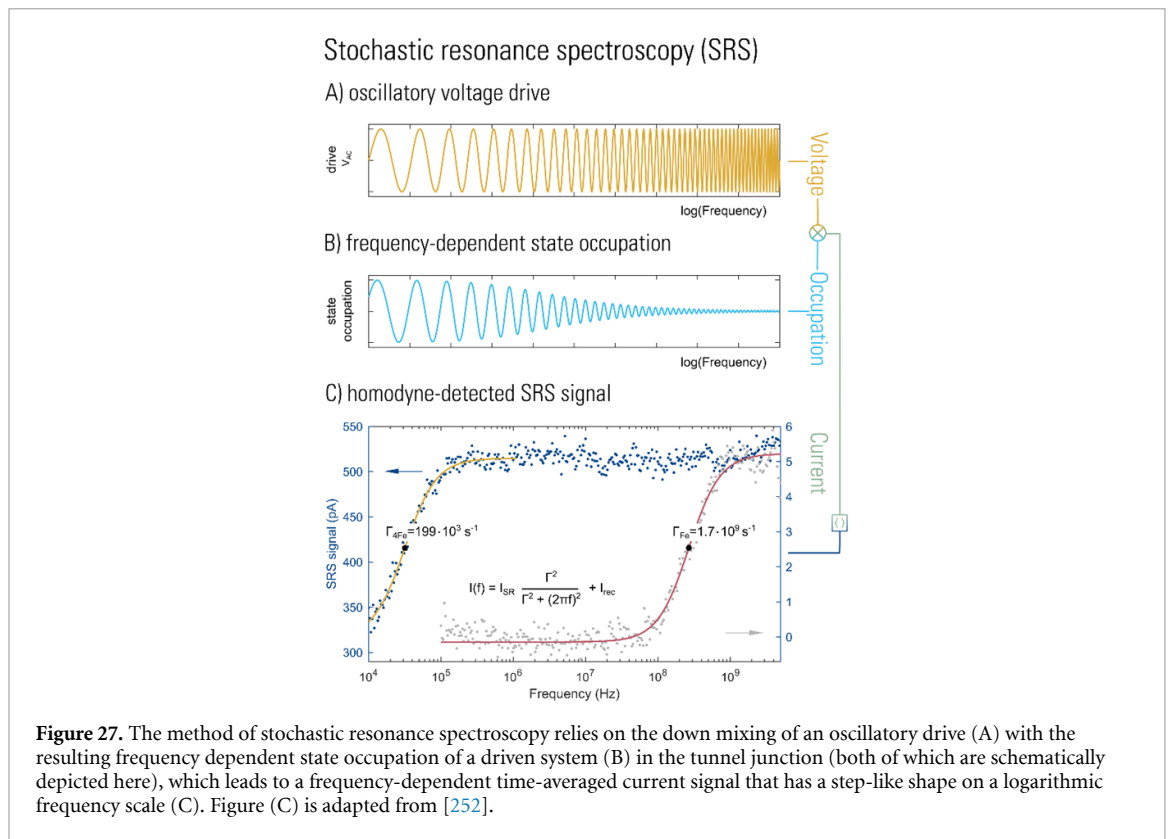 Stochastic resonance spectroscopy (SRS)
A) oscillatory voltage drive
drive
V_AC
log(Frequency)
Voltage
B) frequency-dependent state occupation
state
occupation
log(Frequency)
Occupation
C) homodyne-detected SRS signal
550
500
450
400
350
300
SRS signal (pA)
Γ_4Fe=199·10³ s⁻¹
Γ_Fe=1.7·10⁹ s⁻¹
I(f) = I_SR Γ² / (Γ² + (2πf)²) + I_rec
6
5
4
3
2
1
0
Current
⟨⟩
10⁴ 10⁵ 10⁶ 10⁷ 10⁸ 10⁹
Frequency (Hz)
Figure 27. The method of stochastic resonance spectroscopy relies on the down mixing of an oscillatory drive (A) with the
resulting frequency dependent state occupation of a driven system (B) in the tunnel junction (both of which are schematically
depicted here), which leads to a frequency-dependent time-averaged current signal that has a step-like shape on a logarithmic
frequency scale (C). Figure (C) is adapted from [252].